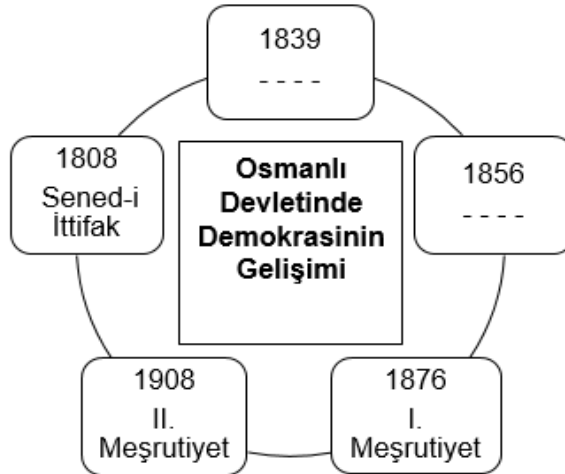 1839
- - - -
1808
Sened-i
İttifak
Osmanlı
Devletinde
Demokrasinin
Gelişimi
1856
- - - -
1908
II.
Meşrutiyet
1876
I.
Meşrutiyet